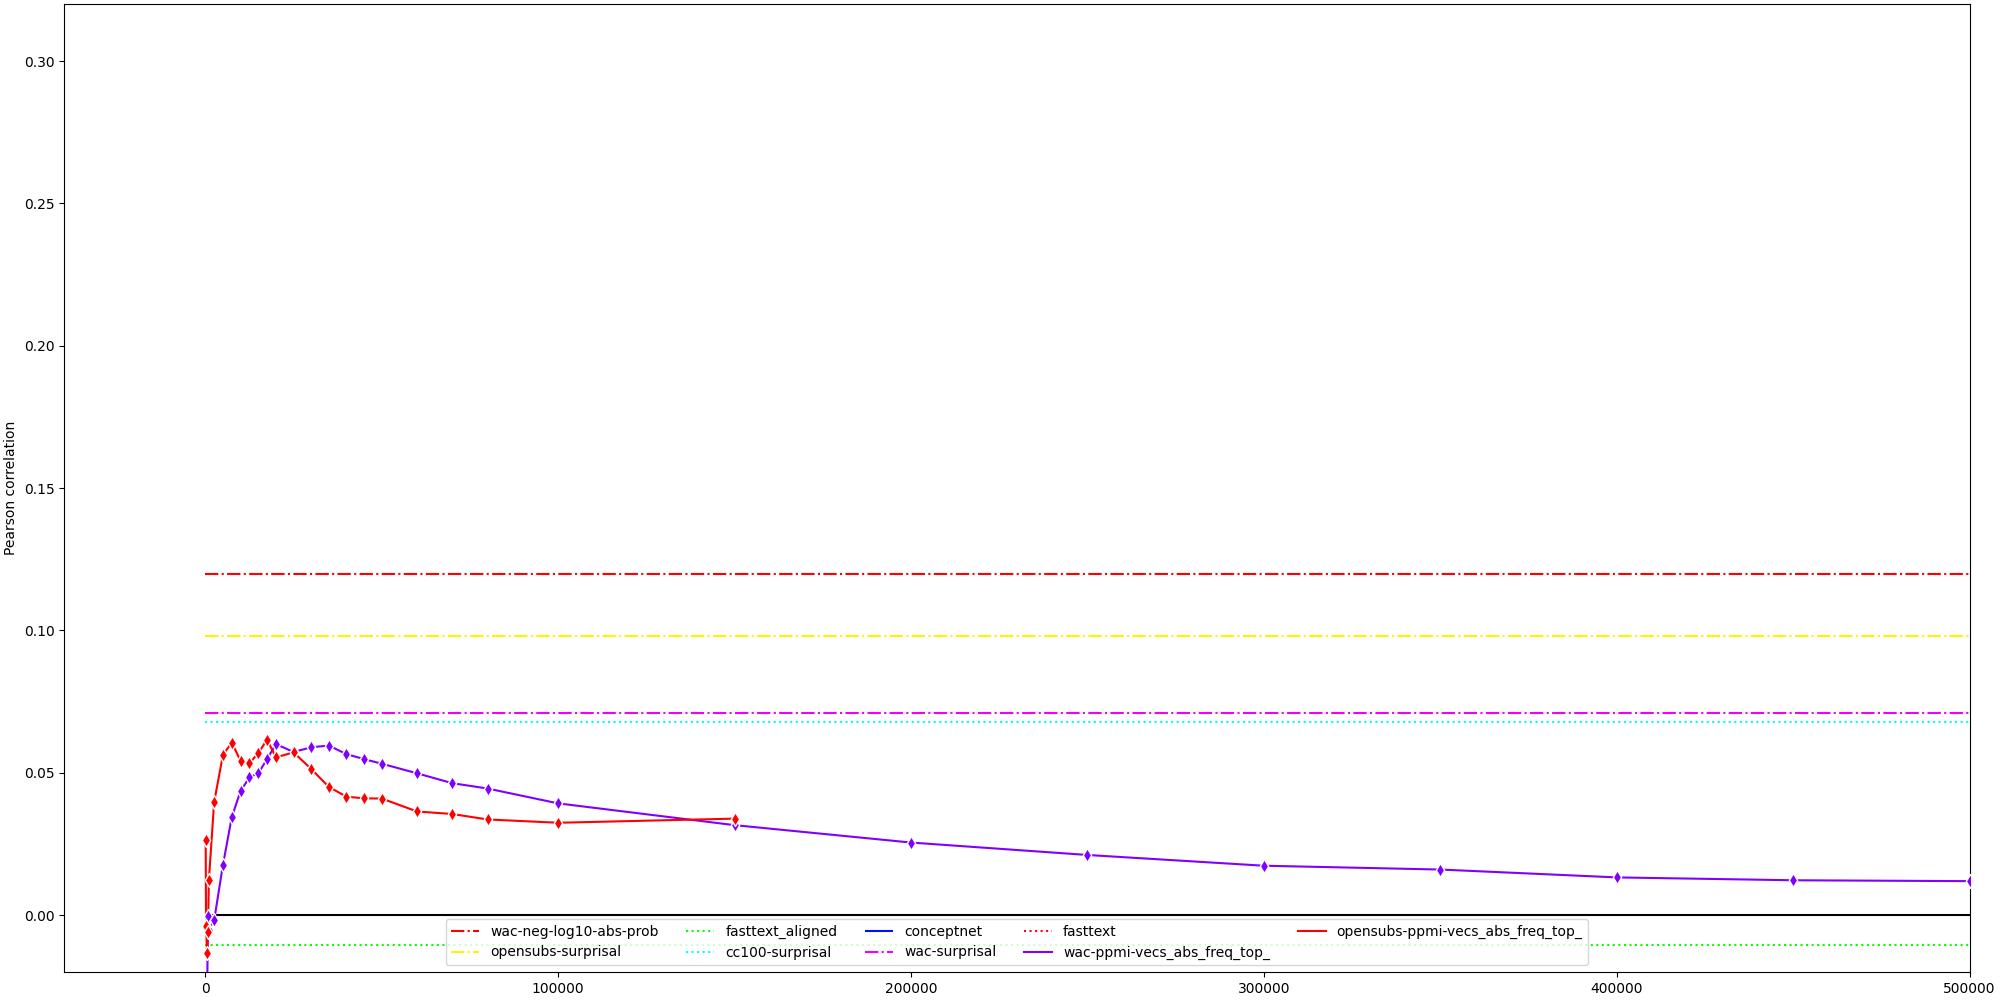 0.30
0.25
0.20
0.15
0.10
0.05
0.00
Pearson correlation
wac-neg-log10-abs-prob fasttext_aligned conceptnet fasttext opensubs-ppmi-vecs_abs_freq_top_
opensubs-surprisal cc100-surprisal wac-surprisal wac-ppmi-vecs_abs_freq_top_
0 100000 200000 300000 400000 500000